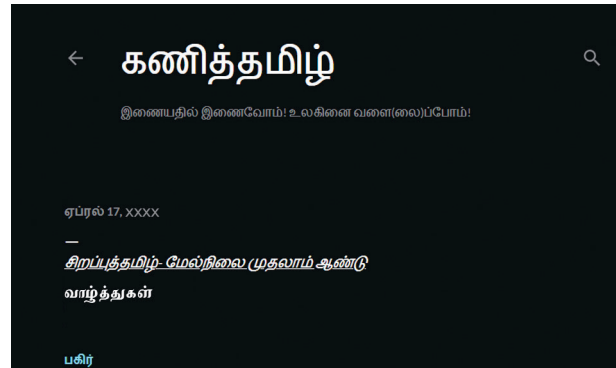 கணித்தமிழ்
இணையதில் இணைவோம்! உலகினை வளை(லை)ப்போம்!
ஏப்ரல் 17, XXXX
சிறப்புத்தமிழ்- மேல்நிலை முதலாம் ஆண்டு
வாழ்த்துகள்
பகிர்